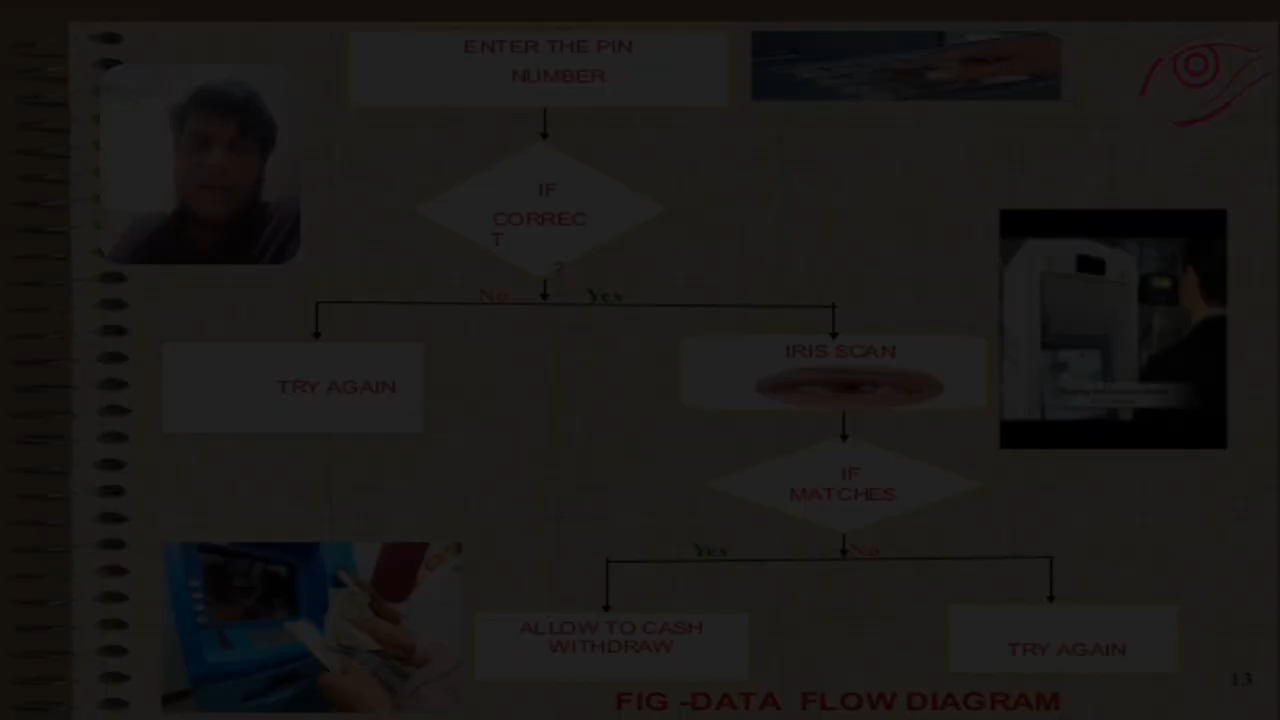 ENTER THE PIN
NUMBER
IF
CORREC
T
?
No
Yes
TRY AGAIN
IRIS SCAN
IF
MATCHES
Yes
No
ALLOW TO CASH
WITHDRAW
TRY AGAIN
FIG -DATA FLOW DIAGRAM
13